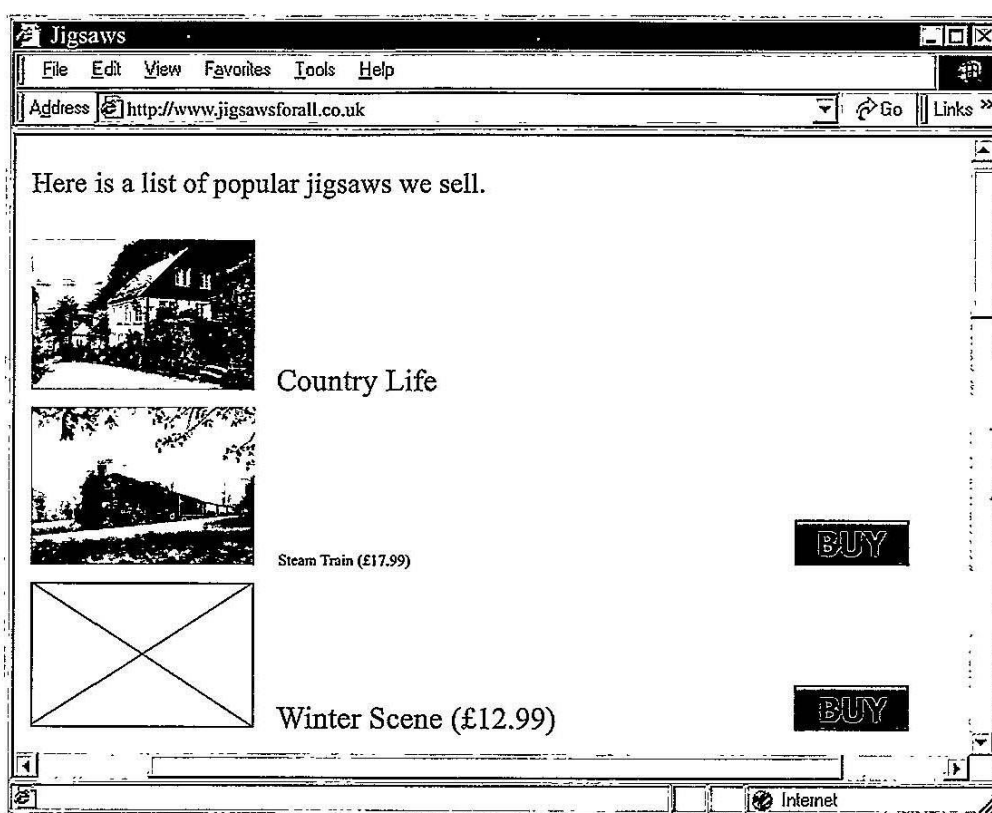 Jigsaws
File Edit View Favorites Tools Help
Address http://www.jigsawsforall.co.uk Go Links »
Here is a list of popular jigsaws we sell.
Country Life
Steam Train (£17.99) BUY
Winter Scene (£12.99) BUY
Internet